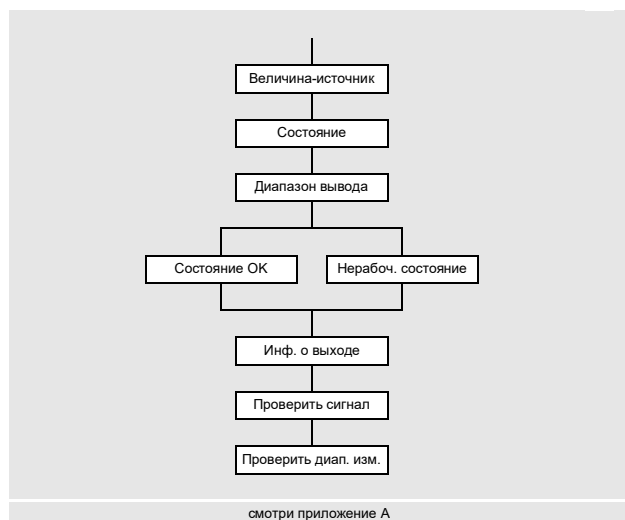 Величина-источник
Состояние
Диапазон вывода
Состояние OK
Нерабоч. состояние
Инф. о выходе
Проверить сигнал
Проверить диап. изм.
смотри приложение А